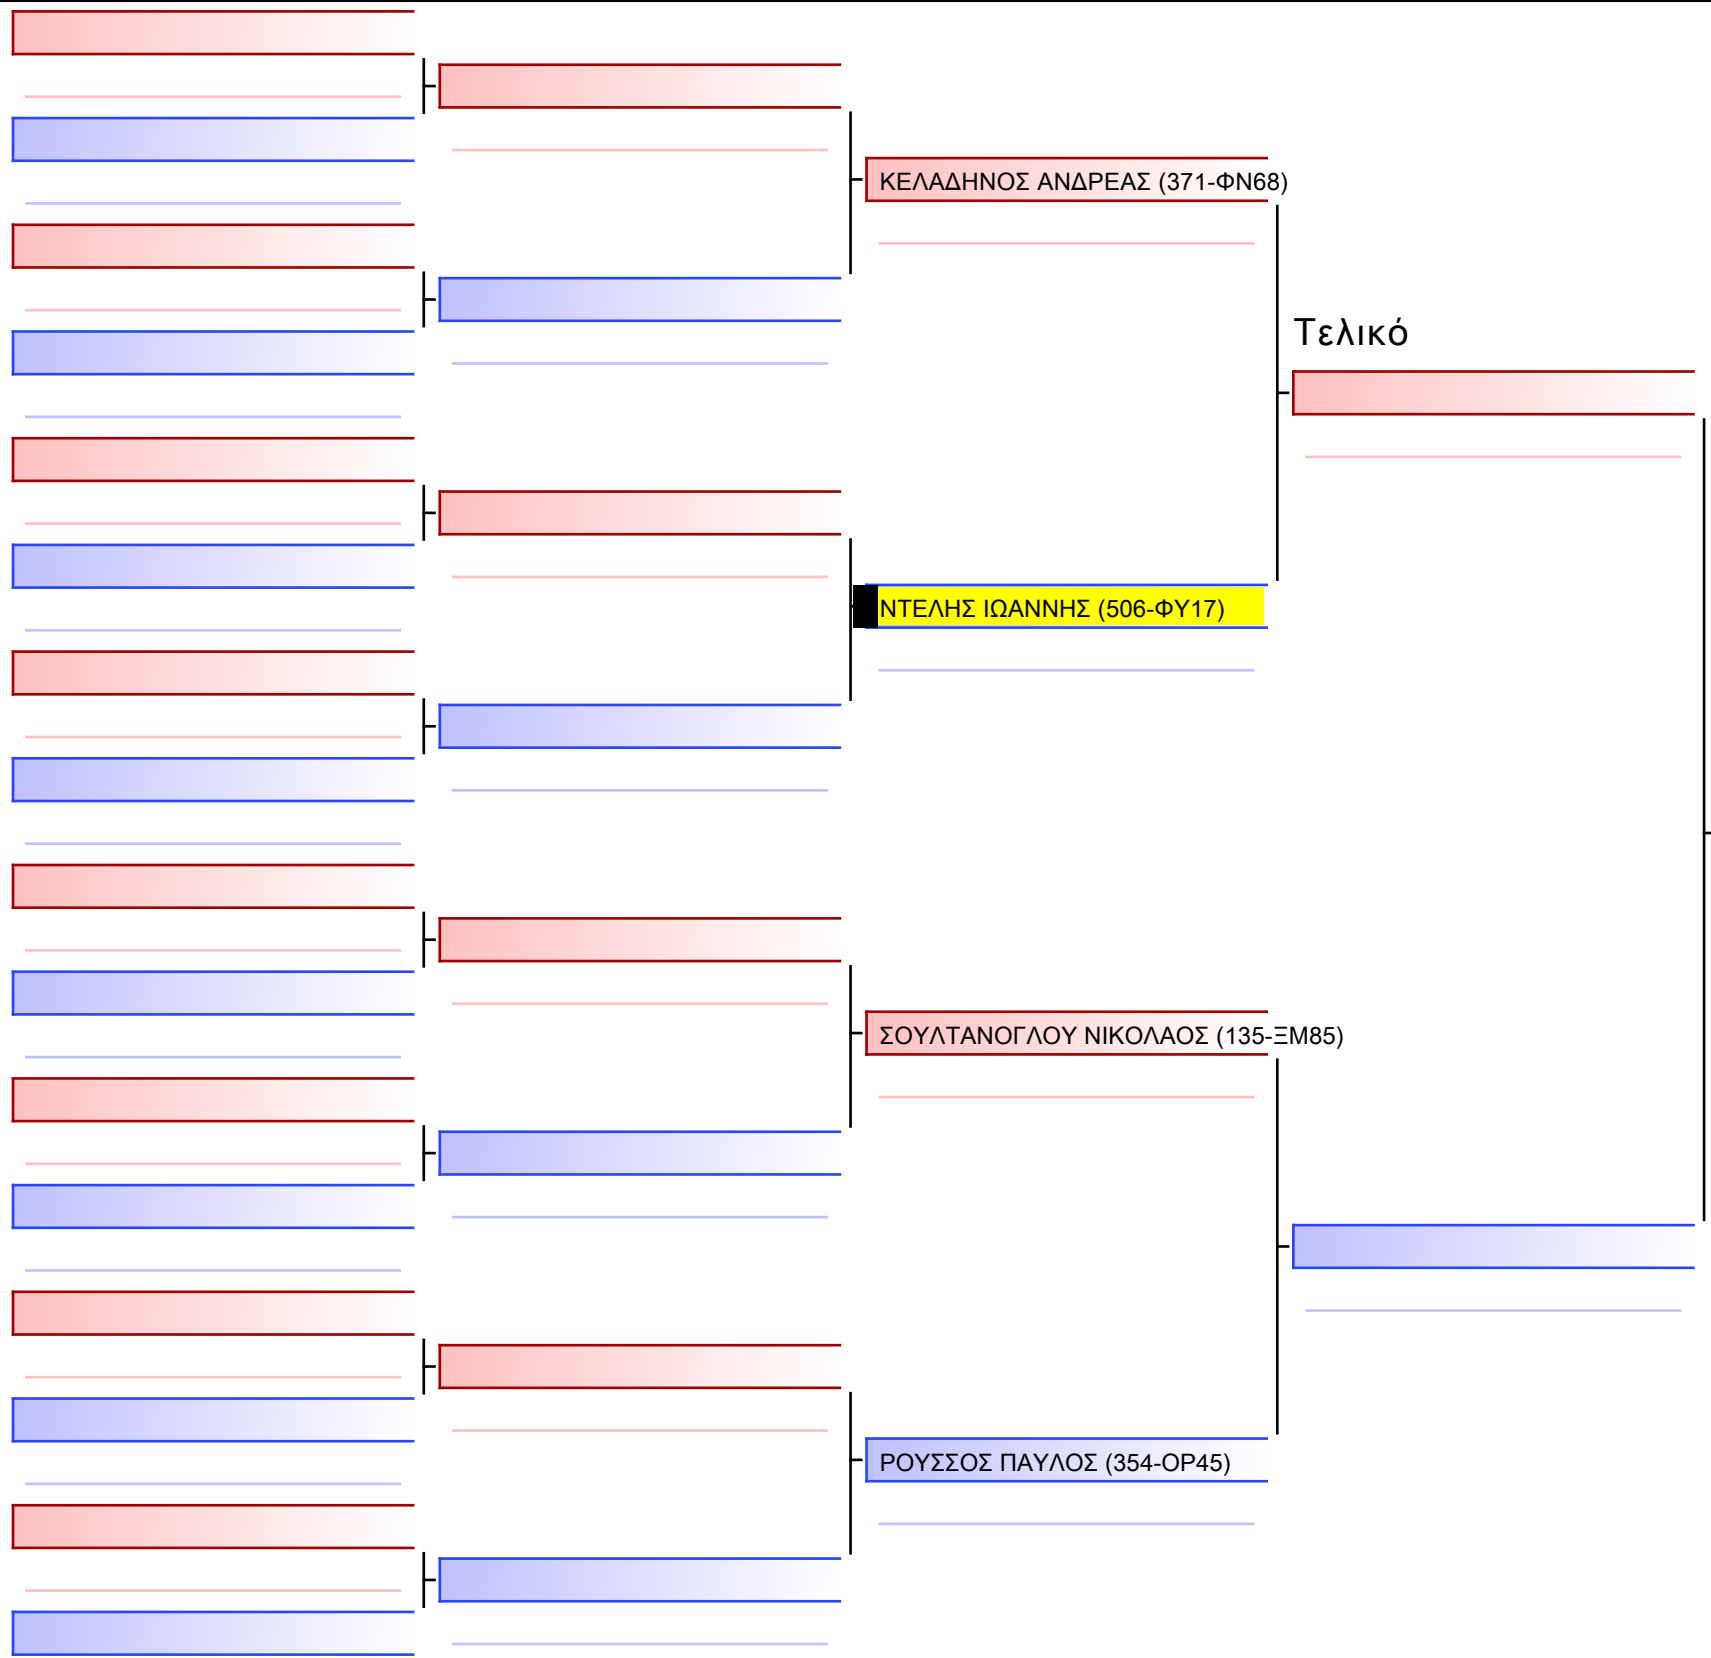 ΚΕΛΑΔΗΝΟΣ ΑΝΔΡΕΑΣ (371-ΦΝ68)
Τελικό
ΝΤΕΛΗΣ ΙΩΑΝΝΗΣ (506-ΦΥ17)
ΣΟΥΛΤΑΝΟΓΛΟΥ ΝΙΚΟΛΑΟΣ (135-ΞΜ85)
ΡΟΥΣΣΟΣ ΠΑΥΛΟΣ (354-ΟΡ45)